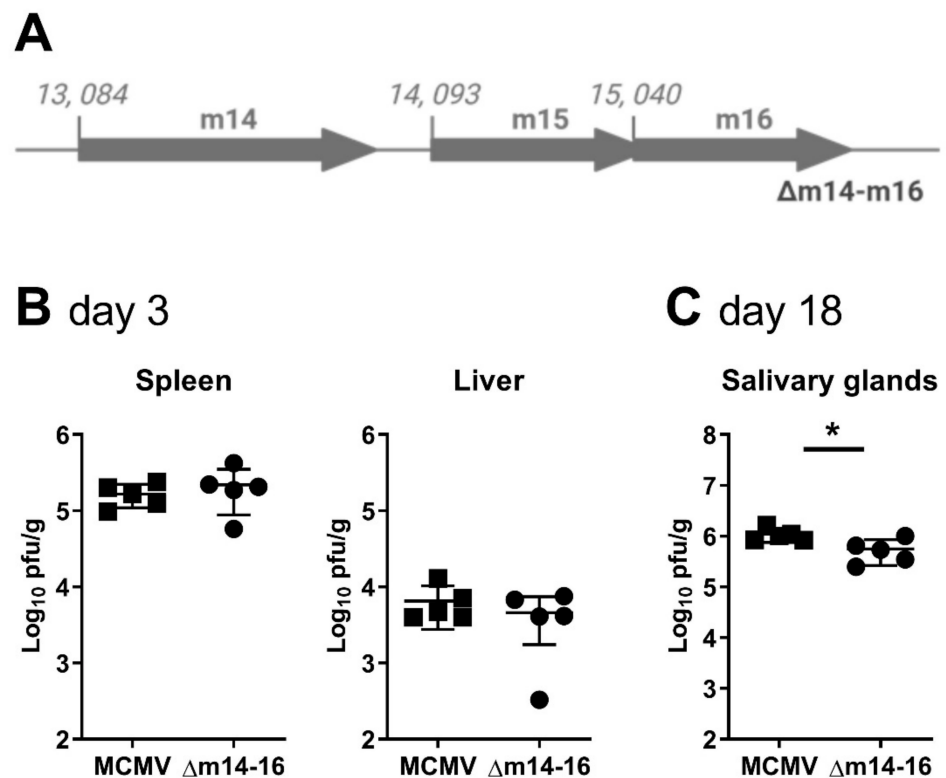 A
13, 084 14, 093 15, 040
m14 m15 m16
Δm14-m16
B day 3 C day 18
Spleen Liver Salivary glands
Log10 pfu/g
6
5
4
3
2
MCMV Δm14-16
Log10 pfu/g
6
5
4
3
2
MCMV Δm14-16
*
Log10 pfu/g
8
7
6
5
4
3
2
MCMV Δm14-16